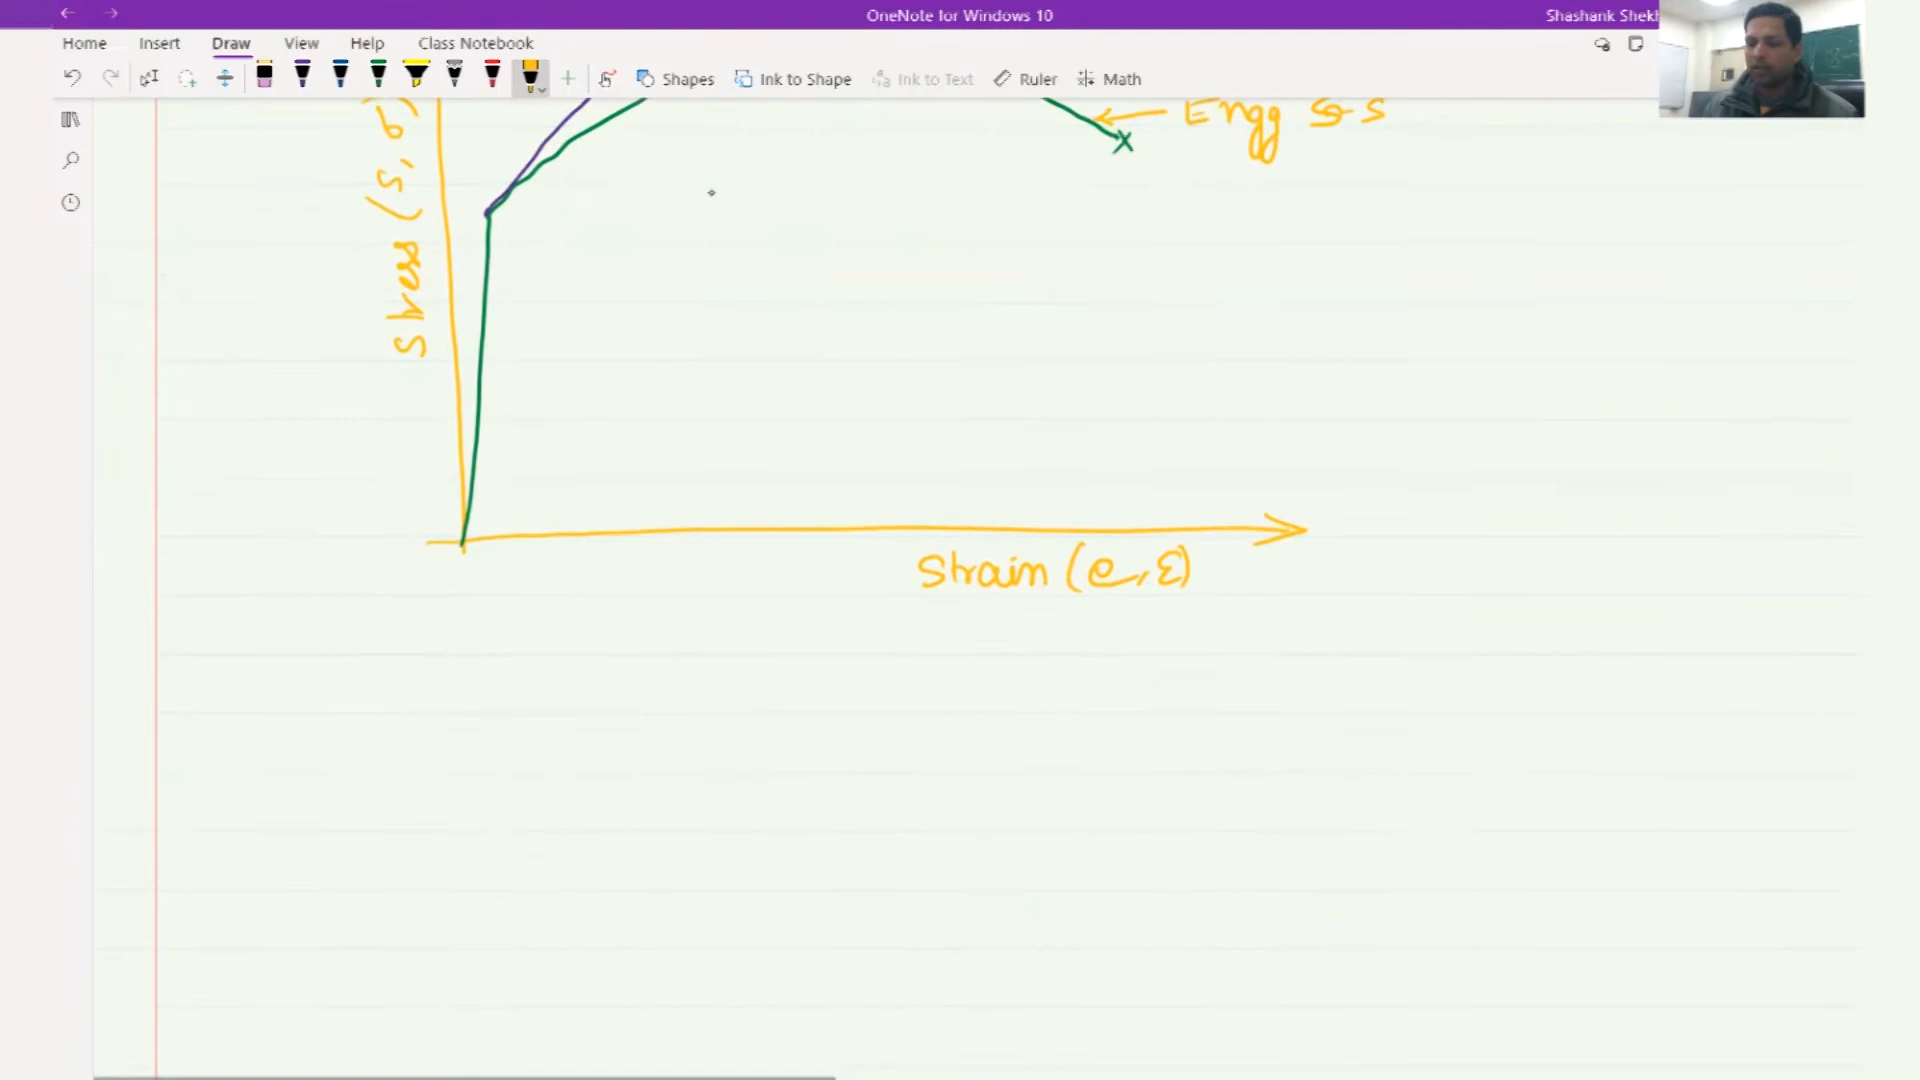 OneNote for Windows 10
Shashank Shekh
Home Insert Draw View Help Class Notebook
Shapes Ink to Shape Ink to Text Ruler Math
Engg S-S
Stress (S, σ)
Strain (e, ε)